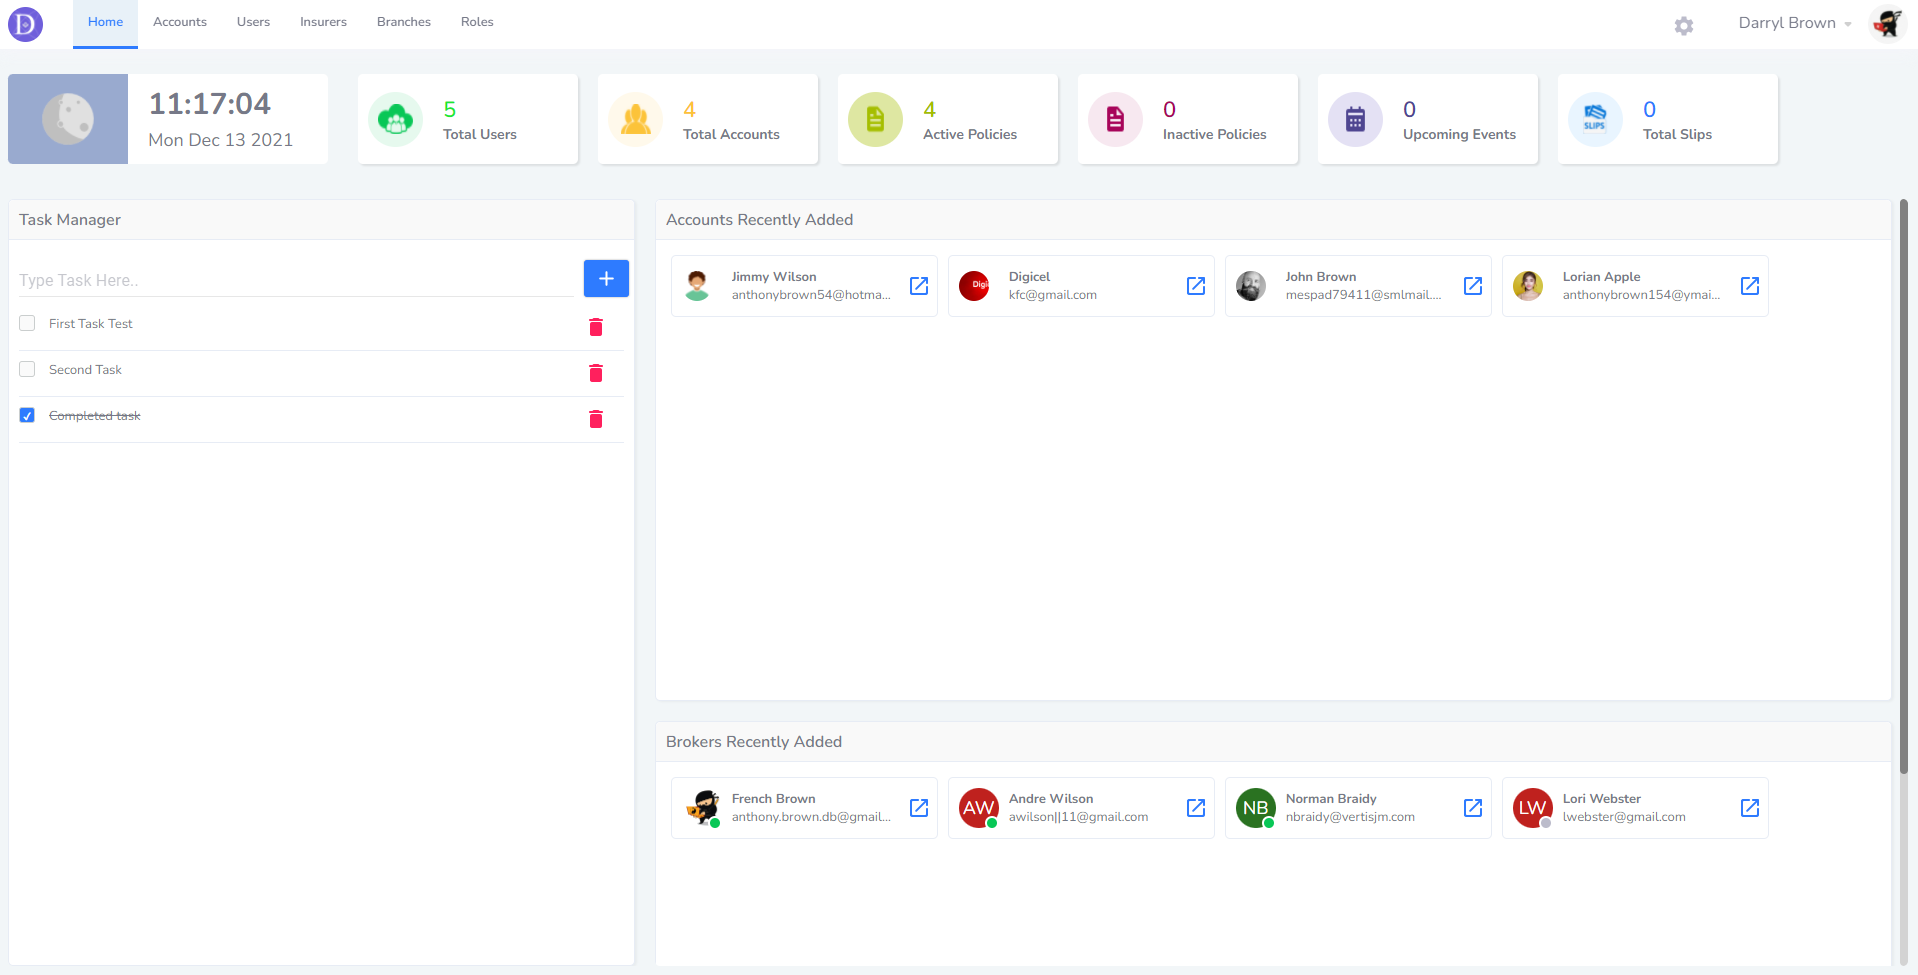 D
Home
Accounts
Users
Insurers
Branches
Roles
Darryl Brown
11:17:04
Mon Dec 13 2021
5
Total Users
4
Total Accounts
4
Active Policies
0
Inactive Policies
0
Upcoming Events
SLIPS
0
Total Slips
Task Manager
Type Task Here..
First Task Test
Second Task
Completed task
Accounts Recently Added
Jimmy Wilson
anthonybrown54@hotma...
Digi
Digicel
kfc@gmail.com
John Brown
mespad79411@smlmail....
Lorian Apple
anthonybrown154@ymai...
Brokers Recently Added
French Brown
anthony.brown.db@gmail...
AW
Andre Wilson
awilson||11@gmail.com
NB
Norman Braidy
nbraidy@vertisjm.com
LW
Lori Webster
lwebster@gmail.com